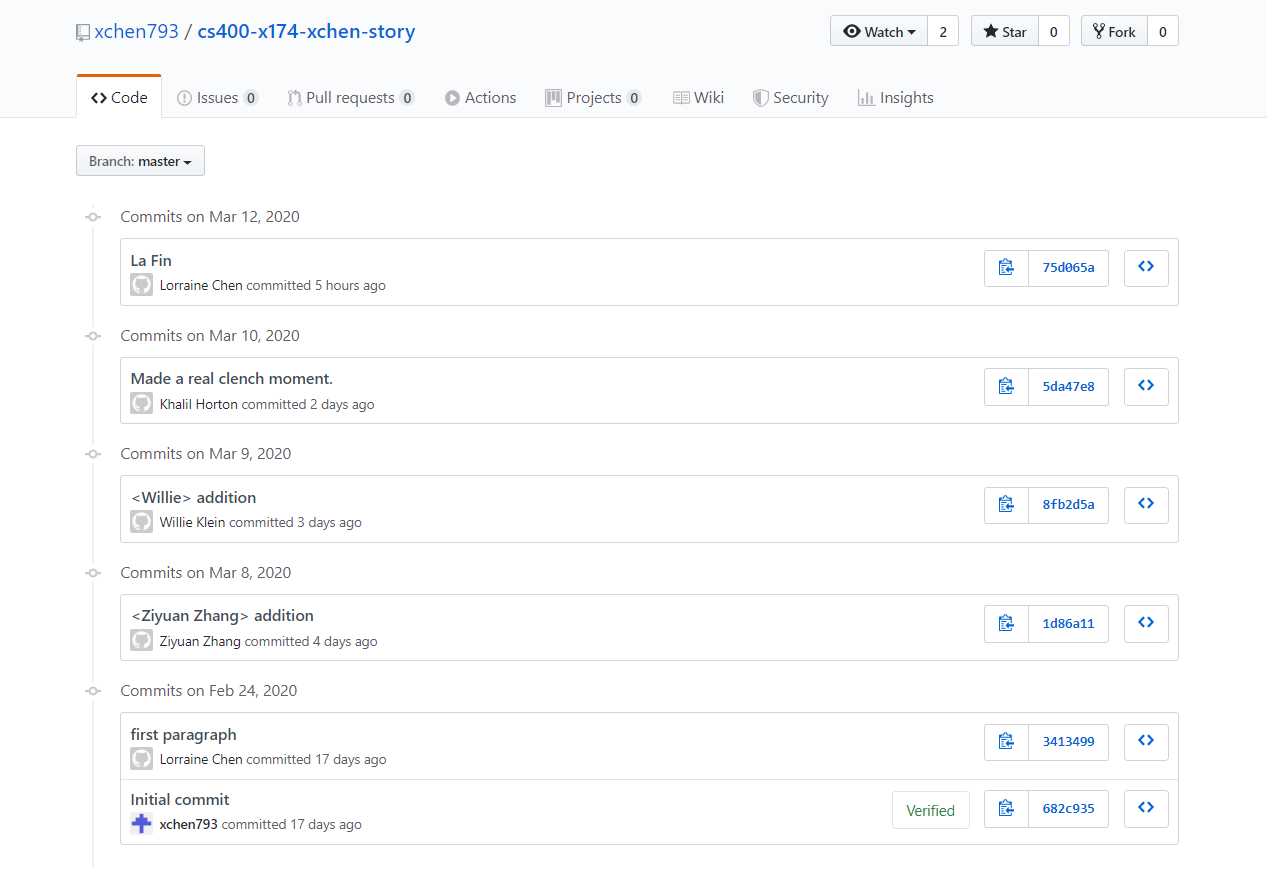 xchen793 / cs400-x174-xchen-story Watch 2 Star 0 Fork 0
Code Issues 0 Pull requests 0 Actions Projects 0 Wiki Security Insights
Branch: master
Commits on Mar 12, 2020
La Fin
Lorraine Chen committed 5 hours ago
75d065a
Commits on Mar 10, 2020
Made a real clench moment.
Khalil Horton committed 2 days ago
5da47e8
Commits on Mar 9, 2020
<Willie> addition
Willie Klein committed 3 days ago
8fb2d5a
Commits on Mar 8, 2020
<Ziyuan Zhang> addition
Ziyuan Zhang committed 4 days ago
1d86a11
Commits on Feb 24, 2020
first paragraph
Lorraine Chen committed 17 days ago
3413499
Initial commit
xchen793 committed 17 days ago
Verified 682c935